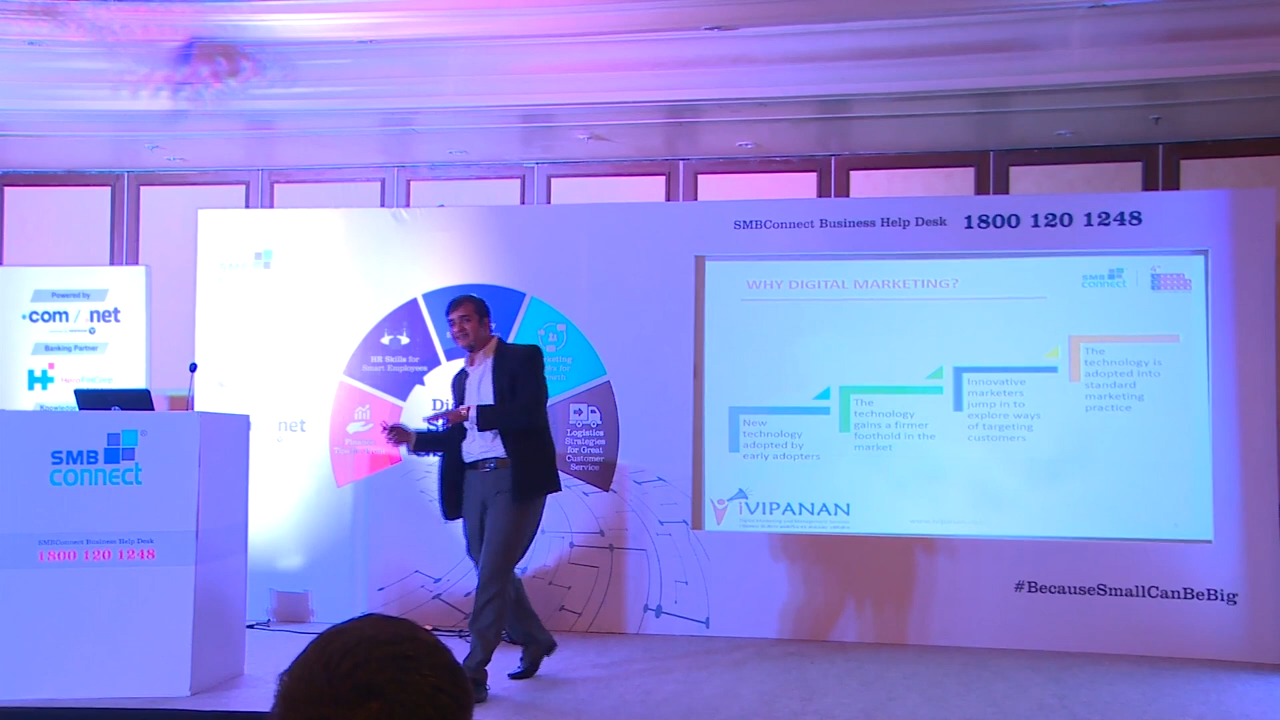 SMBConnect Business Help Desk 1800 120 1248
Powered by
.com / .net
Banking Partner
SMB
connect
SMBConnect Business Help Desk
1800 120 1248
net
HR Skills for
Smart Employees
Logistics
Strategies
for Great
Customer
Service
WHY DIGITAL MARKETING?
SMB
connect
New
technology
adopted by
early adopters
The
technology
gains a firmer
foothold in the
market
Innovative
marketers
jump in to
explore ways
of targeting
customers
The
technology is
adopted into
standard
marketing
practice
iVIPANAN
#BecauseSmallCanBeBig